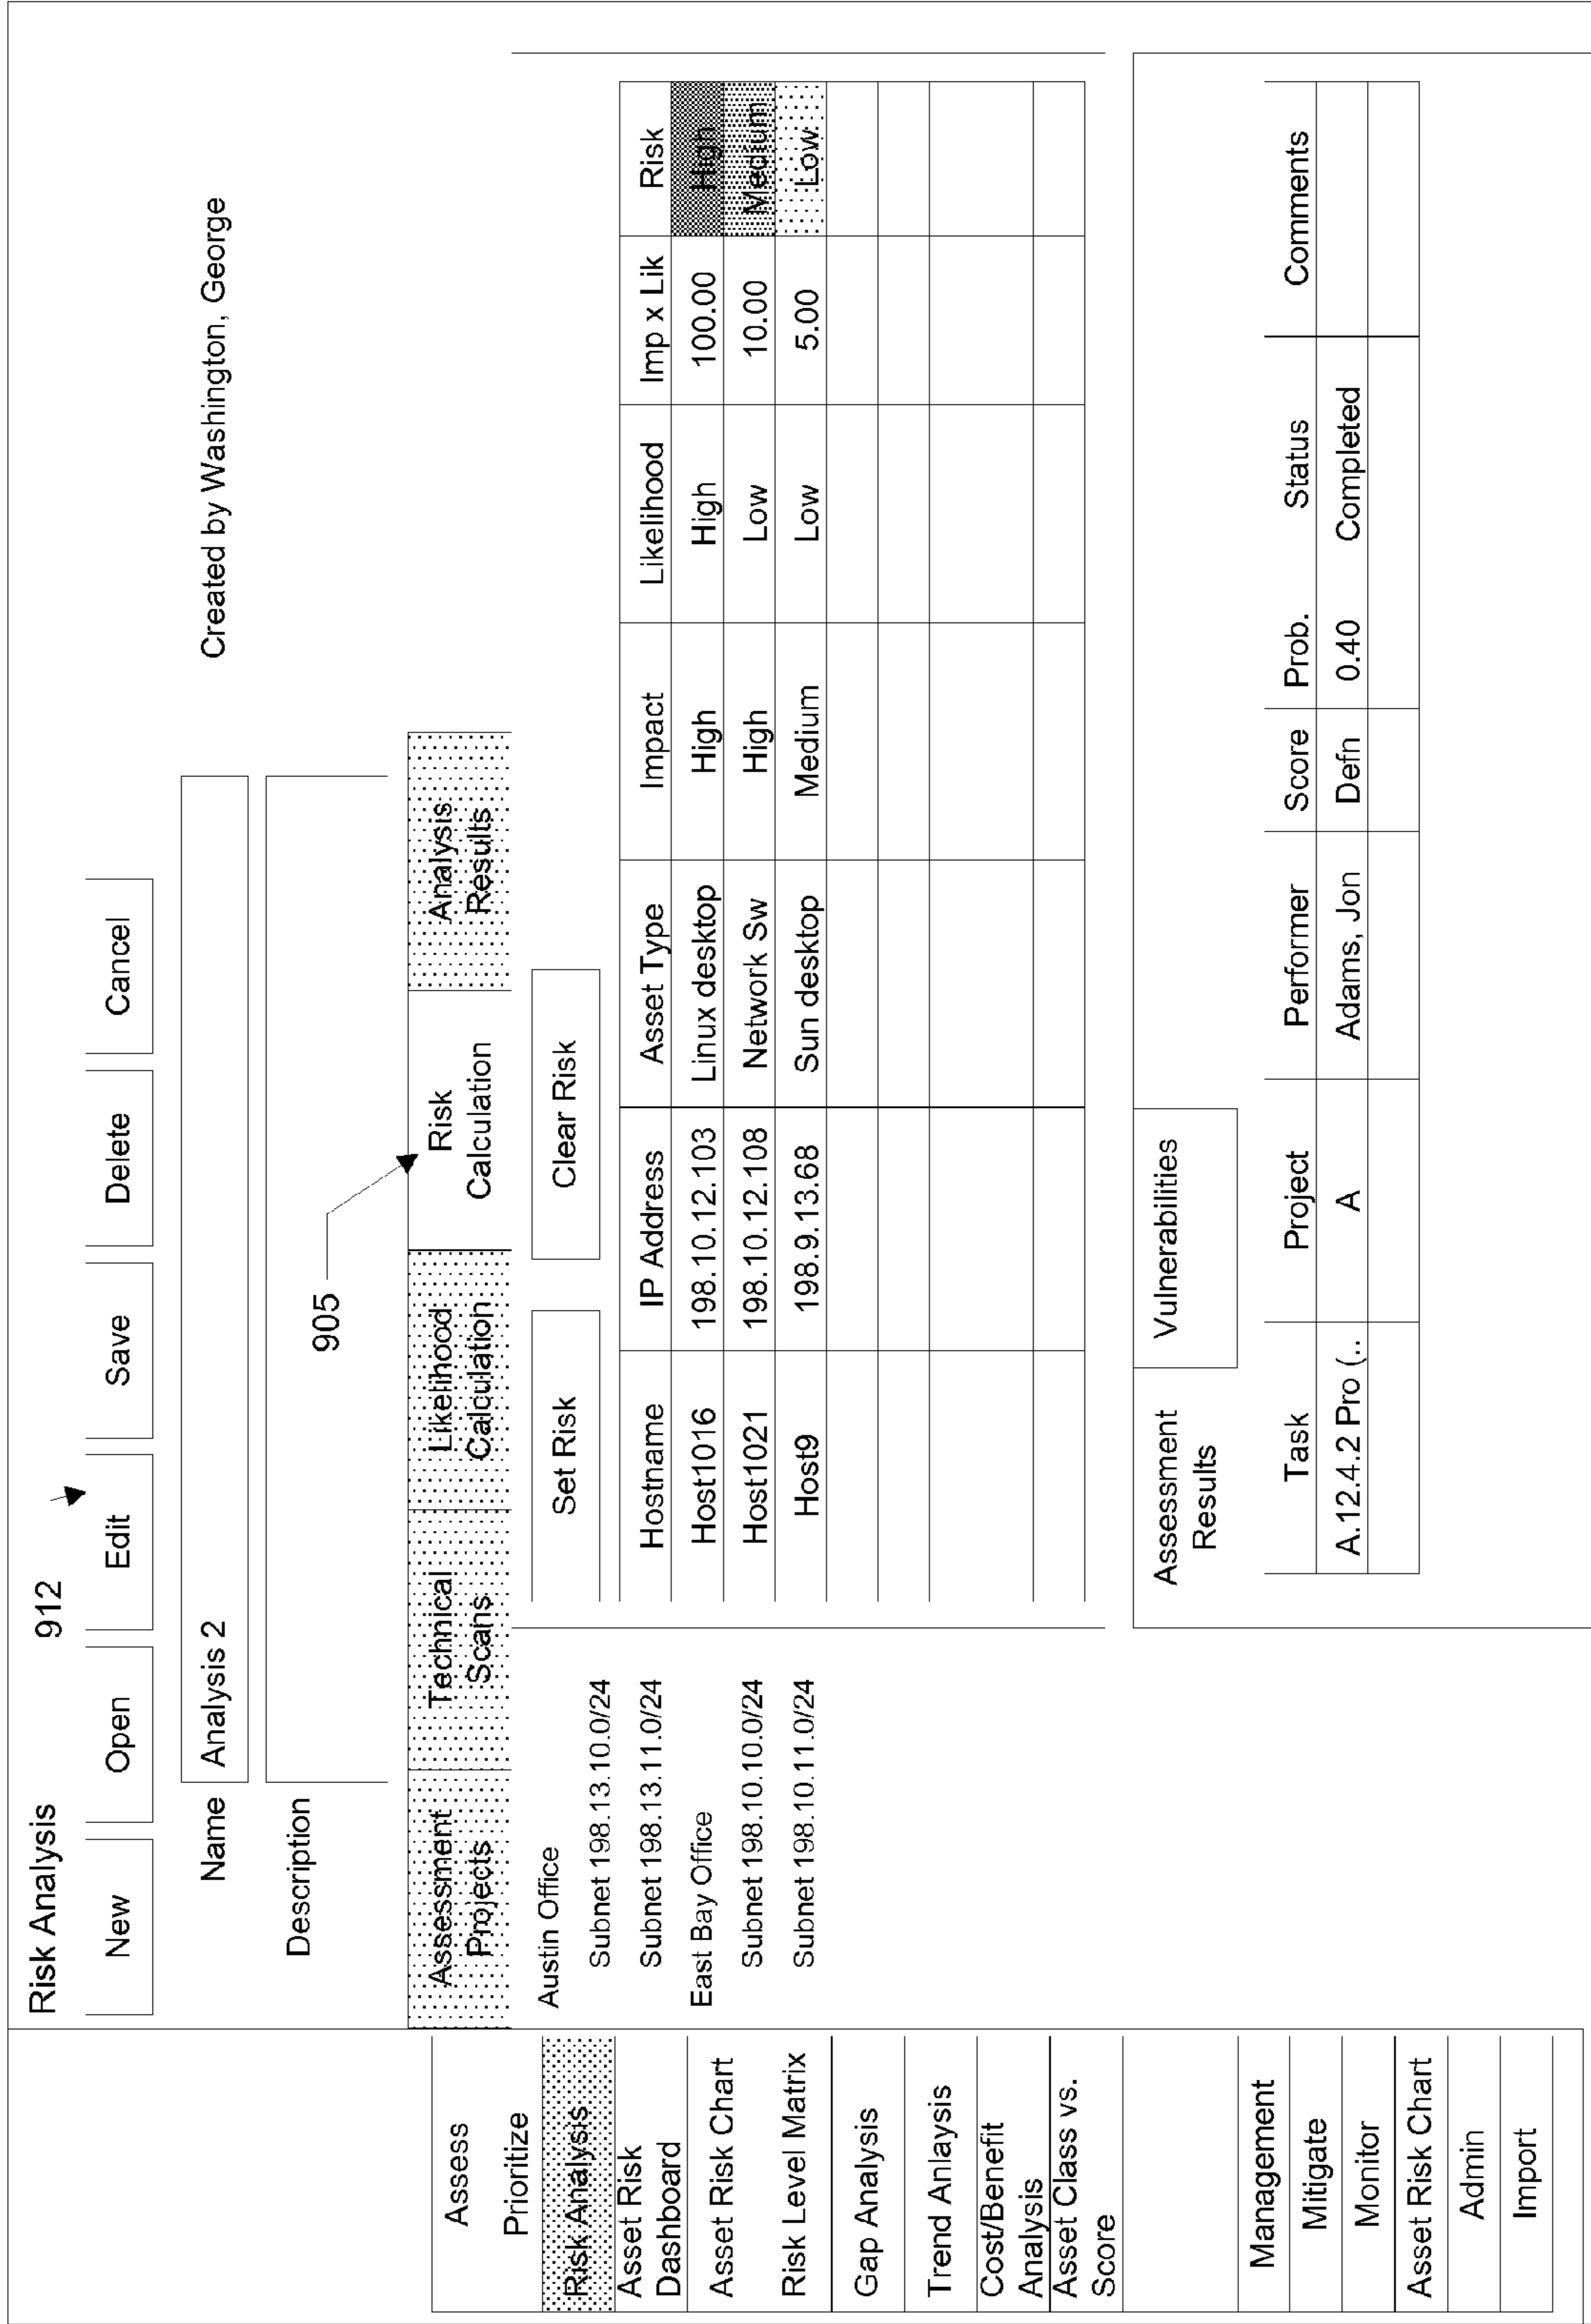 Risk Analysis
912
New Open Edit Save Delete Cancel
Name Analysis 2
Created by Washington, George
Description
905
Assessment Technical Likelihood Risk Analysis
Projects Scans Calculation Calculation Results
Assess
Prioritize
Risk Analysis
Asset Risk
Dashboard
Asset Risk Chart
Risk Level Matrix
Gap Analysis
Trend Anlaysis
Cost/Benefit
Analysis
Asset Class vs.
Score
Management
Mitigate
Monitor
Asset Risk Chart
Admin
Import
Austin Office
Subnet 198.13.10.0/24
Subnet 198.13.11.0/24
East Bay Office
Subnet 198.10.10.0/24
Subnet 198.10.11.0/24
Set Risk Clear Risk
Hostname IP Address Asset Type Impact Likelihood Imp x Lik Risk
Host1016 198.10.12.103 Linux desktop High High 100.00 High
Host1021 198.10.12.108 Network Sw High Low 10.00 Medium
Host9 198.9.13.68 Sun desktop Medium Low 5.00 Low
Assessment Vulnerabilities
Results
Task Project Performer Score Prob. Status Comments
A.12.4.2 Pro (.. A Adams, Jon Defn 0.40 Completed